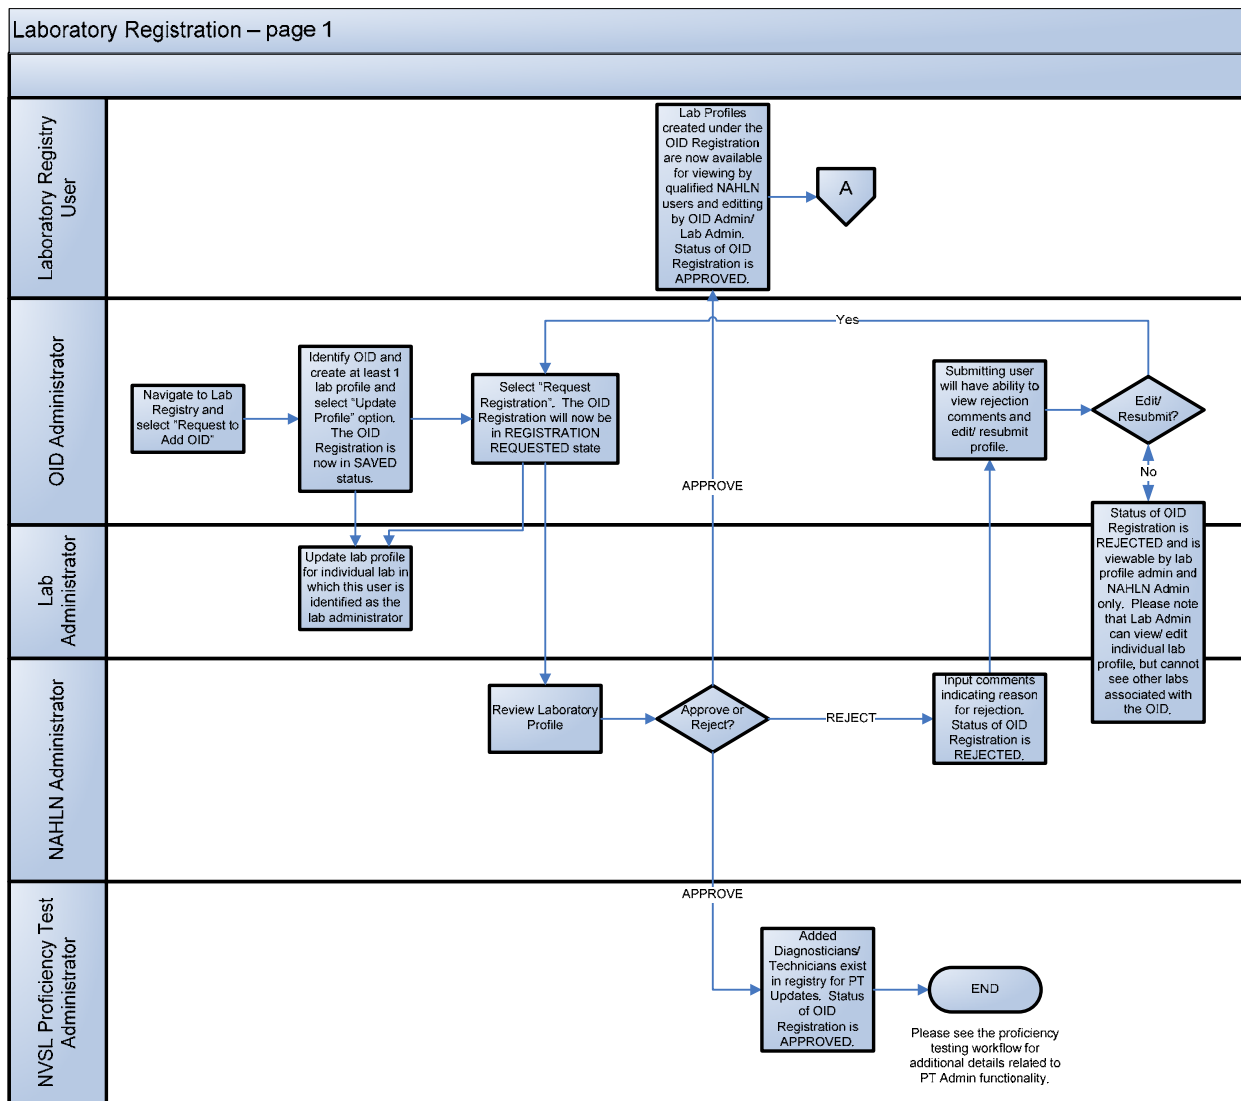 Laboratory Registration – page 1
Laboratory Registry
User
Lab Profiles
created under the
OID Registration
are now available
for viewing by
qualified NAHLN
users and editting
by OID Admin/
Lab Admin.
Status of OID
Registration is
APPROVED.
A
OID Administrator
Navigate to Lab
Registry and
select "Request to
Add OID"
Identify OID and
create at least 1
lab profile and
select "Update
Profile" option.
The OID
Registration is
now in SAVED
status.
Select "Request
Registration". The OID
Registration will now be
in REGISTRATION
REQUESTED state
Yes
APPROVE
Submitting user
will have ability to
view rejection
comments and
edit/ resubmit
profile.
Edit/
Resubmit?
No
Lab
Administrator
Update lab profile
for individual lab in
which this user is
identified as the
lab administrator
Status of OID
Registration is
REJECTED and is
viewable by lab
profile admin and
NAHLN Admin
only. Please note
that Lab Admin
can view/ edit
individual lab
profile, but cannot
see other labs
associated with
the OID.
NAHLN Administrator
Review Laboratory
Profile
Approve or
Reject?
REJECT
Input comments
indicating reason
for rejection.
Status of OID
Registration is
REJECTED.
APPROVE
NVSL Proficiency Test
Administrator
Added
Diagnosticians/
Technicians exist
in registry for PT
Updates. Status
of OID
Registration is
APPROVED.
END
Please see the proficiency
testing workflow for
additional details related to
PT Admin functionality.